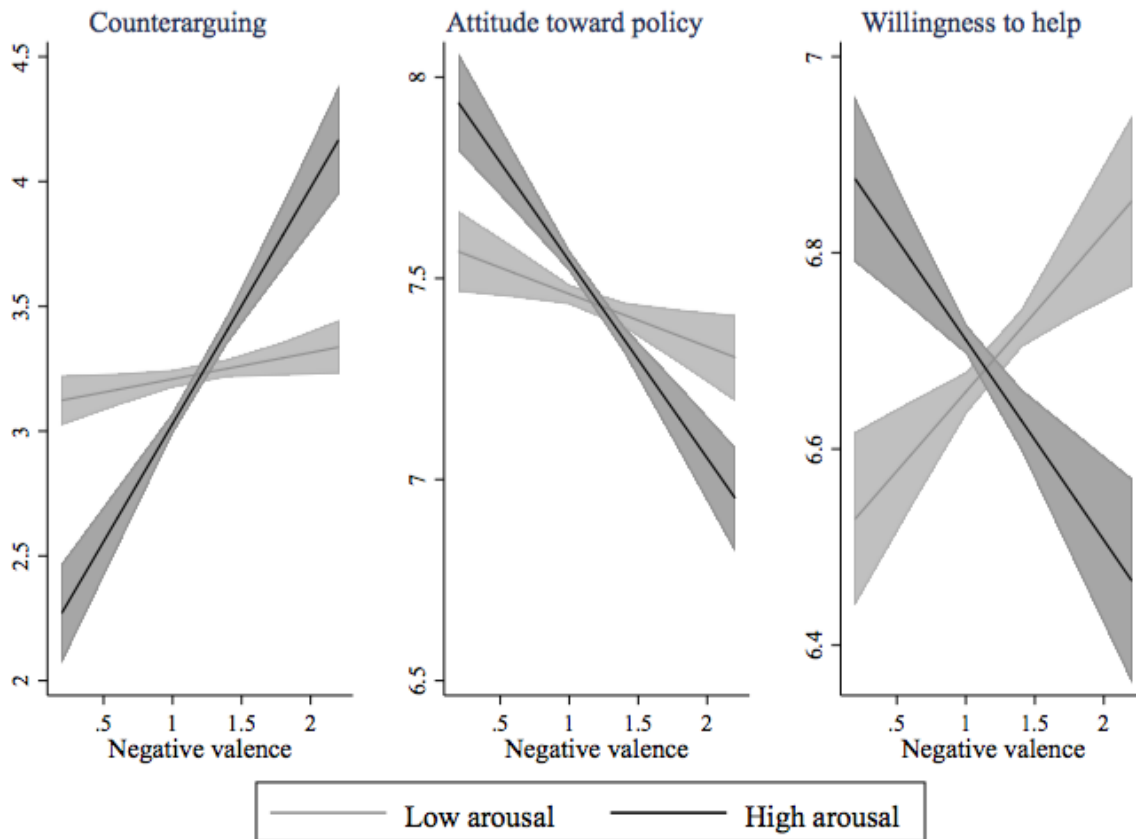 Counterarguing
4.5
4
3.5
3
2.5
2
.5 1 1.5 2
Negative valence
Attitude toward policy
8
7.5
7
6.5
.5 1 1.5 2
Negative valence
Willingness to help
7
6.8
6.6
6.4
.5 1 1.5 2
Negative valence
Low arousal High arousal